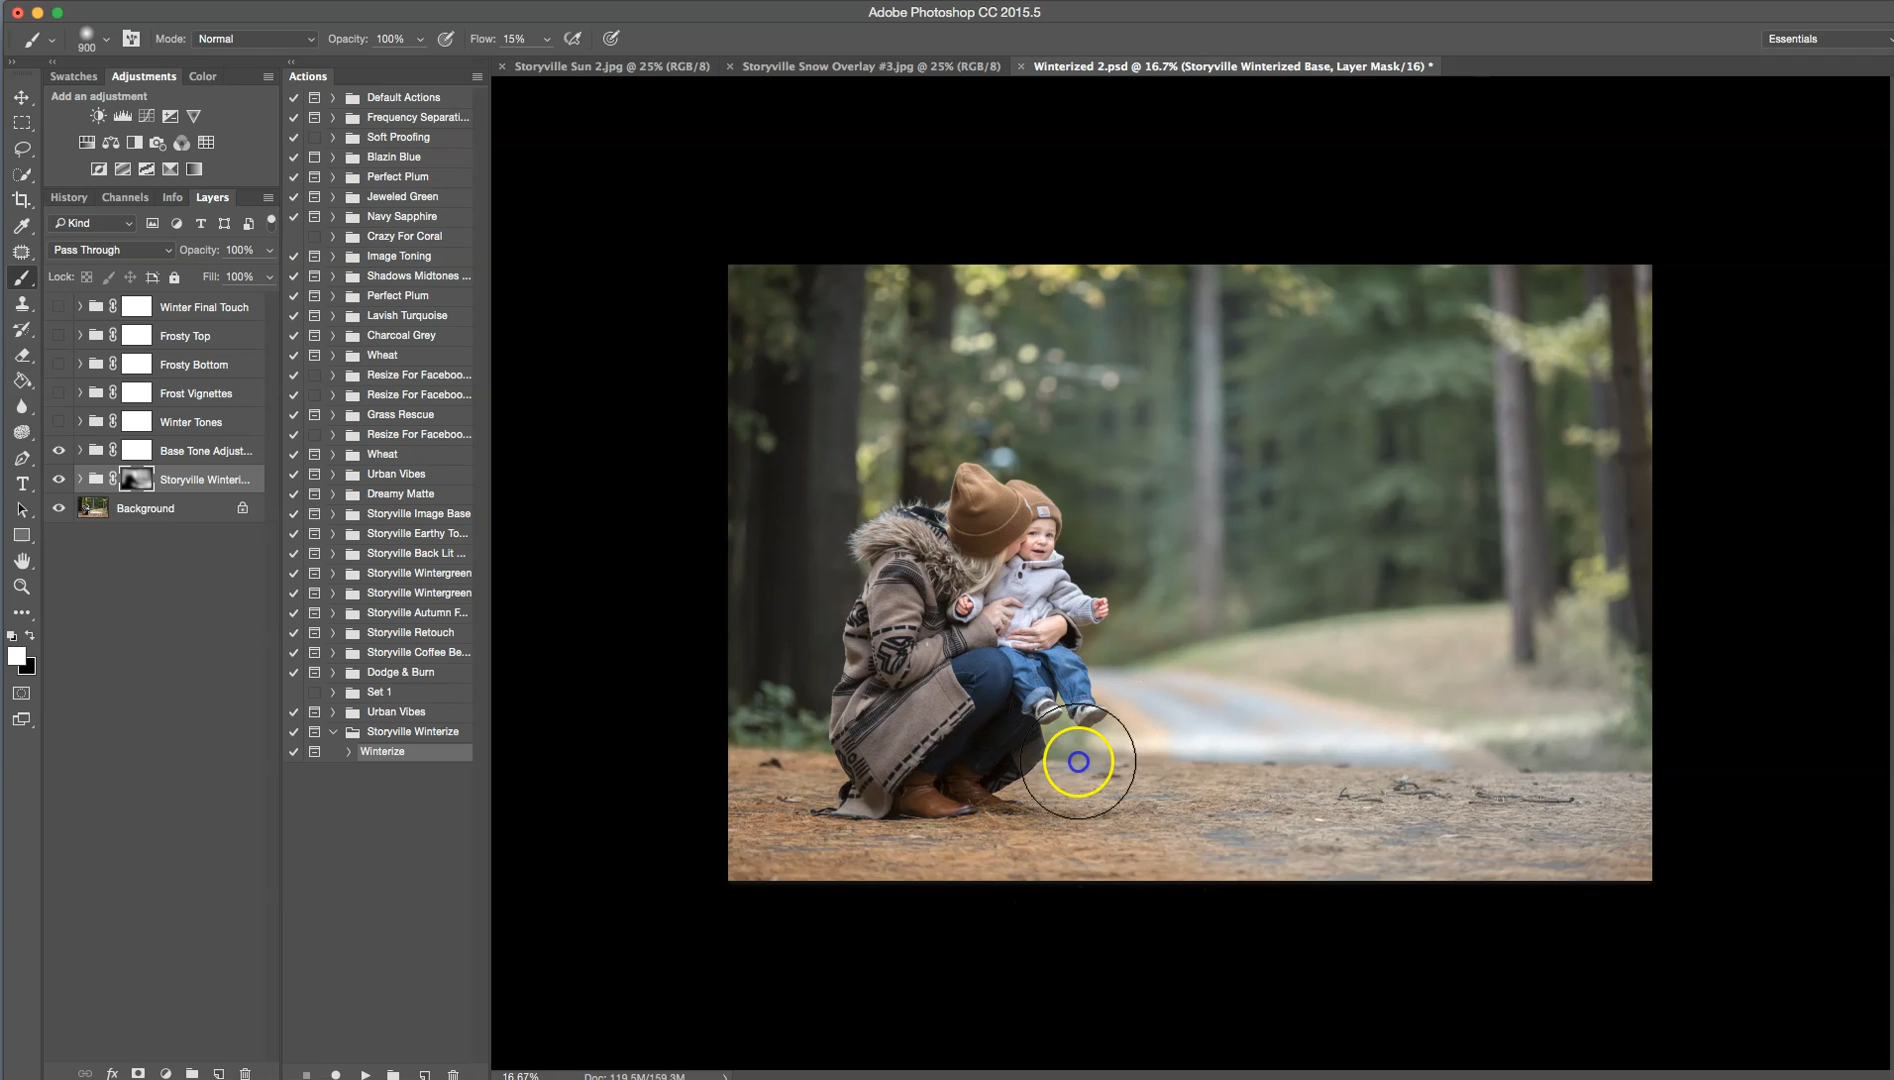 Adobe Photoshop CC 2015.5
900 Mode: Normal Opacity: 100% Flow: 15% Essentials
Swatches Adjustments Color
Actions
× Storyville Sun 2.jpg @ 25% (RGB/8) × Storyville Snow Overlay #3.jpg @ 25% (RGB/8) × Winterized 2.psd @ 16.7% (Storyville Winterized Base, Layer Mask/16) *
Add an adjustment
History Channels Info Layers
Kind
Pass Through Opacity: 100%
Lock: Fill: 100%
Winter Final Touch
Frosty Top
Frosty Bottom
Frost Vignettes
Winter Tones
Base Tone Adjust...
Storyville Winteri...
Background
Default Actions
Frequency Separati...
Soft Proofing
Blazin Blue
Perfect Plum
Jeweled Green
Navy Sapphire
Crazy For Coral
Image Toning
Shadows Midtones ...
Perfect Plum
Lavish Turquoise
Charcoal Grey
Wheat
Resize For Faceboo...
Resize For Faceboo...
Grass Rescue
Resize For Faceboo...
Wheat
Urban Vibes
Dreamy Matte
Storyville Image Base
Storyville Earthy To...
Storyville Back Lit ...
Storyville Wintergreen
Storyville Wintergreen
Storyville Autumn F...
Storyville Retouch
Storyville Coffee Be...
Dodge & Burn
Set 1
Urban Vibes
Storyville Winterize
Winterize
fx
16.67% Doc: 119.5M/159.3M